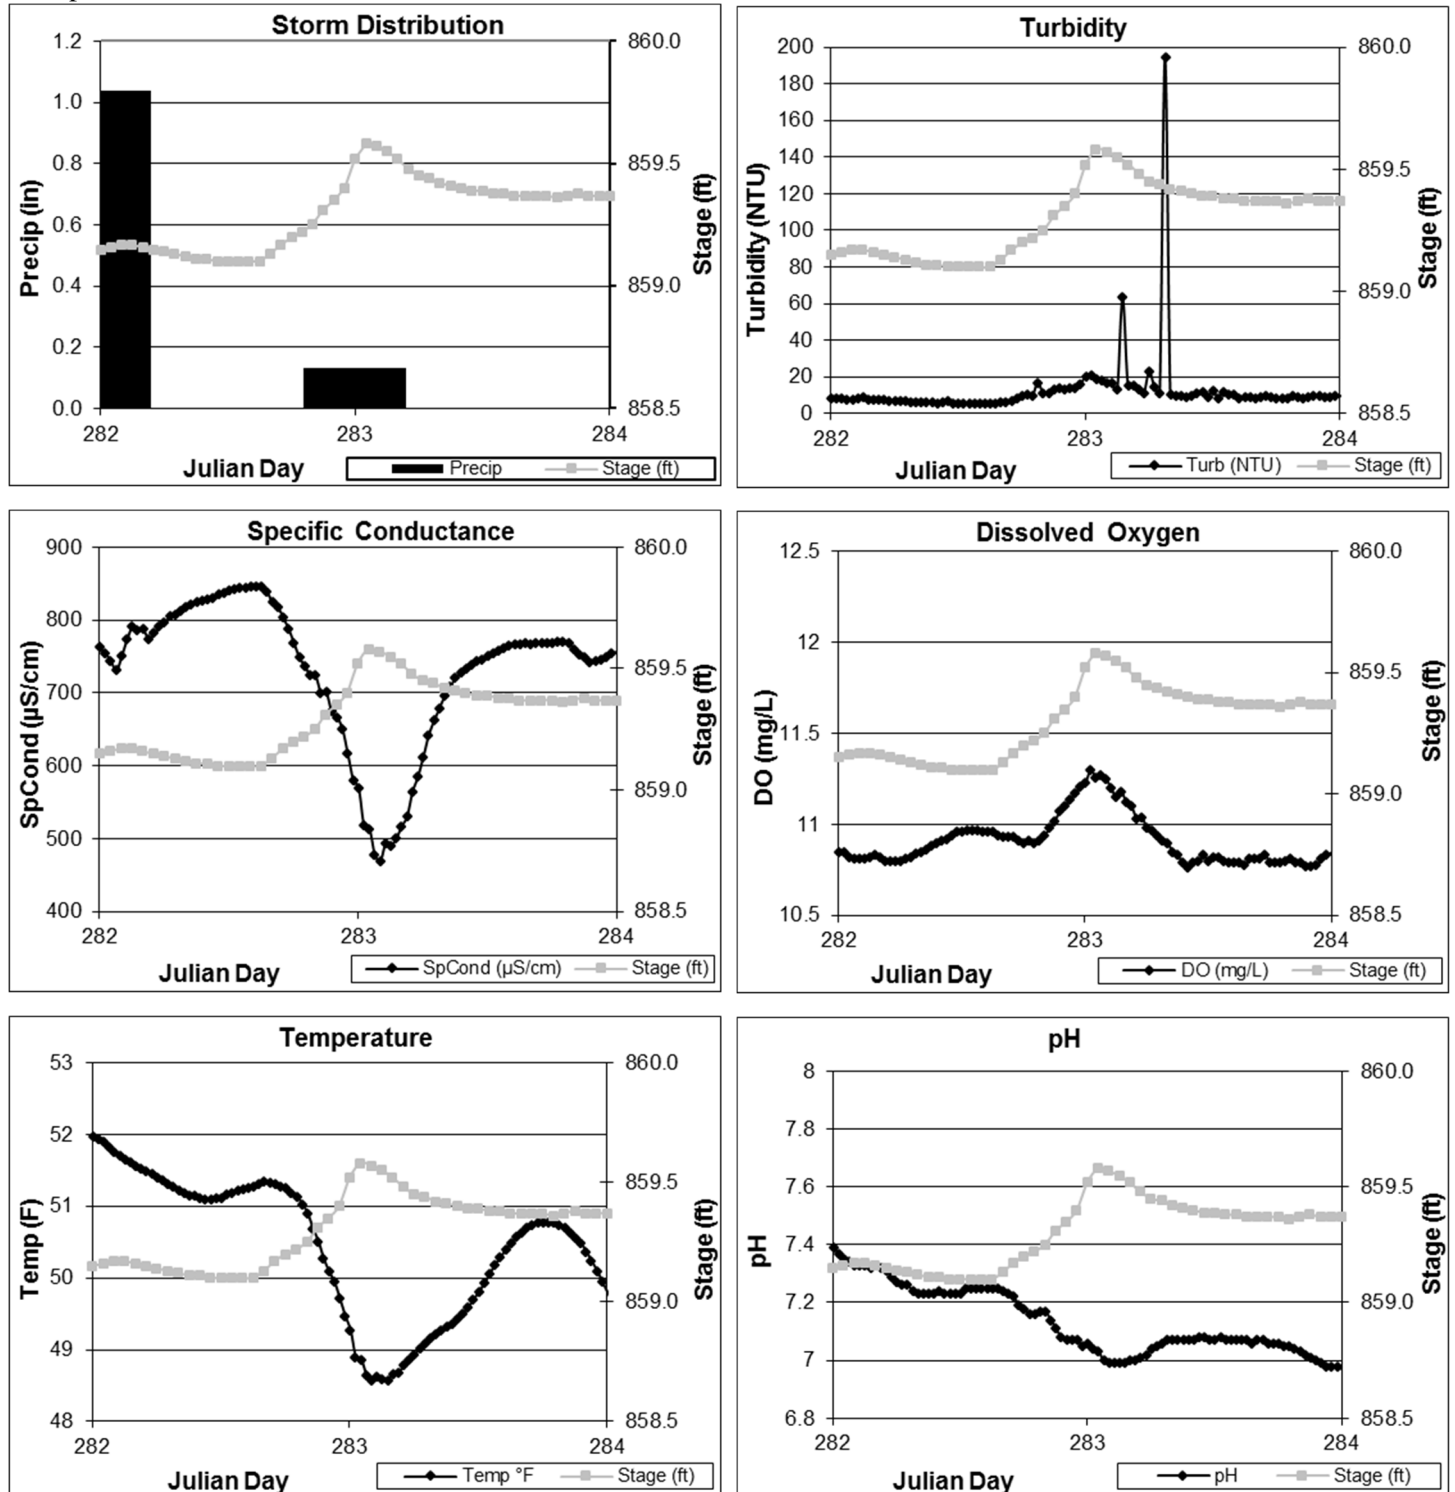 Storm Distribution
1.2
1.0
0.8
0.6
0.4
0.2
0.0
860.0
859.5
859.0
858.5
Precip (in)
Stage (ft)
282 283 284
Julian Day
Precip Stage (ft)
Turbidity
200
180
160
140
120
100
80
60
40
20
0
860.0
859.5
859.0
858.5
Turbidity (NTU)
Stage (ft)
282 283 284
Julian Day
Turb (NTU) Stage (ft)
Specific Conductance
900
800
700
600
500
400
860.0
859.5
859.0
858.5
SpCond (µS/cm)
Stage (ft)
282 283 284
Julian Day
SpCond (µS/cm) Stage (ft)
Dissolved Oxygen
12.5
12
11.5
11
10.5
860.0
859.5
859.0
858.5
DO (mg/L)
Stage (ft)
282 283 284
Julian Day
DO (mg/L) Stage (ft)
Temperature
53
52
51
50
49
48
860.0
859.5
859.0
858.5
Temp (F)
Stage (ft)
282 283 284
Julian Day
Temp °F Stage (ft)
pH
8
7.8
7.6
7.4
7.2
7
6.8
860.0
859.5
859.0
858.5
pH
Stage (ft)
282 283 284
Julian Day
pH Stage (ft)